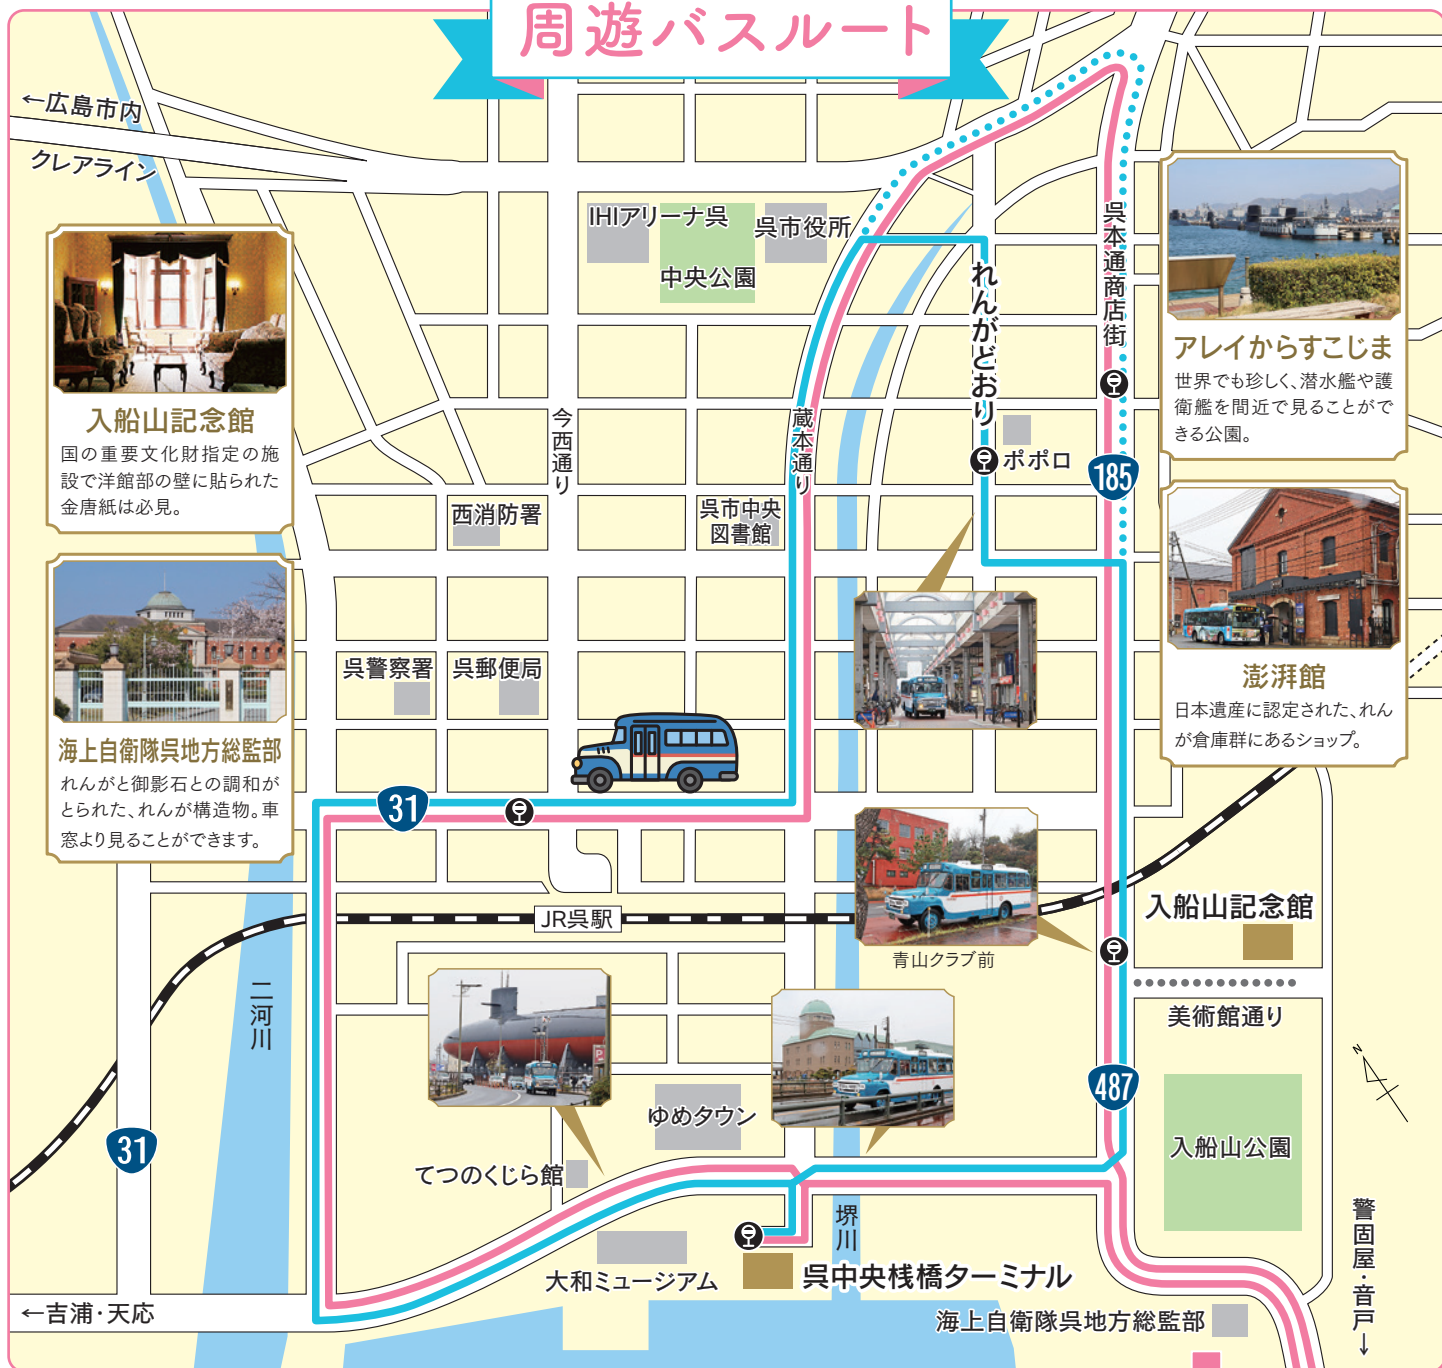 周遊バスルート
←広島市内
クレアライン
IHIアリーナ呉
呉市役所
中央公園
呉本通商店街
れんがどおり
入船山記念館
国の重要文化財指定の施
設で洋館部の壁に貼られた
金唐紙は必見。
アレイからすこじま
世界でも珍しく、潜水艦や護
衛艦を間近で見ることがで
きる公園。
今西通り
蔵本通り
ポポロ
185
西消防署
呉市中央
図書館
海上自衛隊呉地方総監部
れんがと御影石との調和が
とられた、れんが構造物。車
窓より見ることができます。
澎湃館
日本遺産に認定された、れん
が倉庫群にあるショップ。
呉警察署
呉郵便局
31
JR呉駅
青山クラブ前
入船山記念館
美術館通り
二河川
N
487
31
ゆめタウン
入船山公園
てつのくじら館
堺川
警固屋・音戸→
大和ミュージアム
呉中央桟橋ターミナル
←吉浦・天応
海上自衛隊呉地方総監部